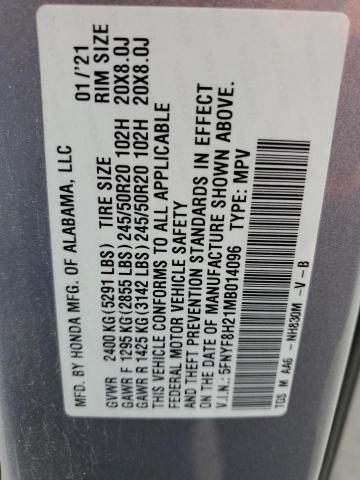 MFD. BY HONDA MFG. OF ALABAMA, LLC 01/'21
GVWR 2400 KG(5291 LBS) TIRE SIZE RIM SIZE
GAWR F 1295 KG(2855 LBS) 245/50R20 102H 20X8.0J
GAWR R 1425 KG(3142 LBS) 245/50R20 102H 20X8.0J
THIS VEHICLE CONFORMS TO ALL APPLICABLE
FEDERAL MOTOR VEHICLE SAFETY
AND THEFT PREVENTION STANDARDS IN EFFECT
ON THE DATE OF MANUFACTURE SHOWN ABOVE.
V.I.N.: 5FNYF8H21MB014096 TYPE: MPV
TGS M AA6 - NH830M -V - B